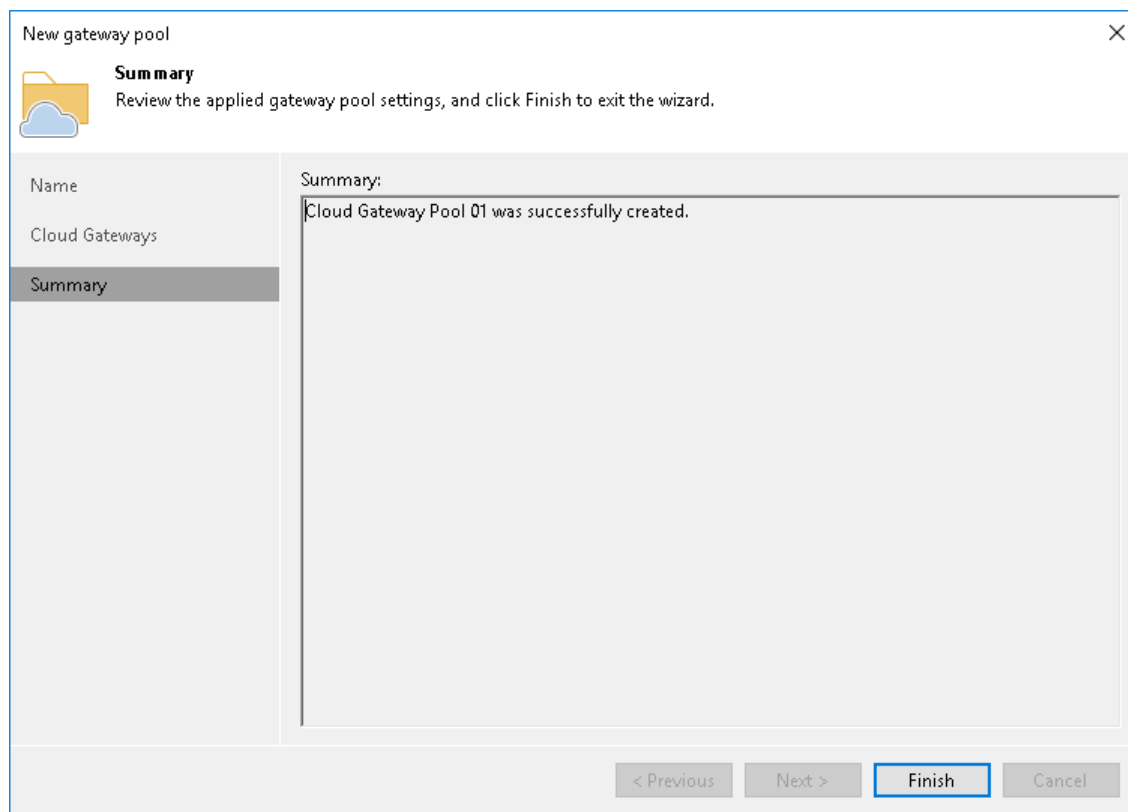 New gateway pool
Summary
Review the applied gateway pool settings, and click Finish to exit the wizard.
Name
Cloud Gateways
Summary
Summary:
Cloud Gateway Pool 01 was successfully created.
< Previous
Next >
Finish
Cancel